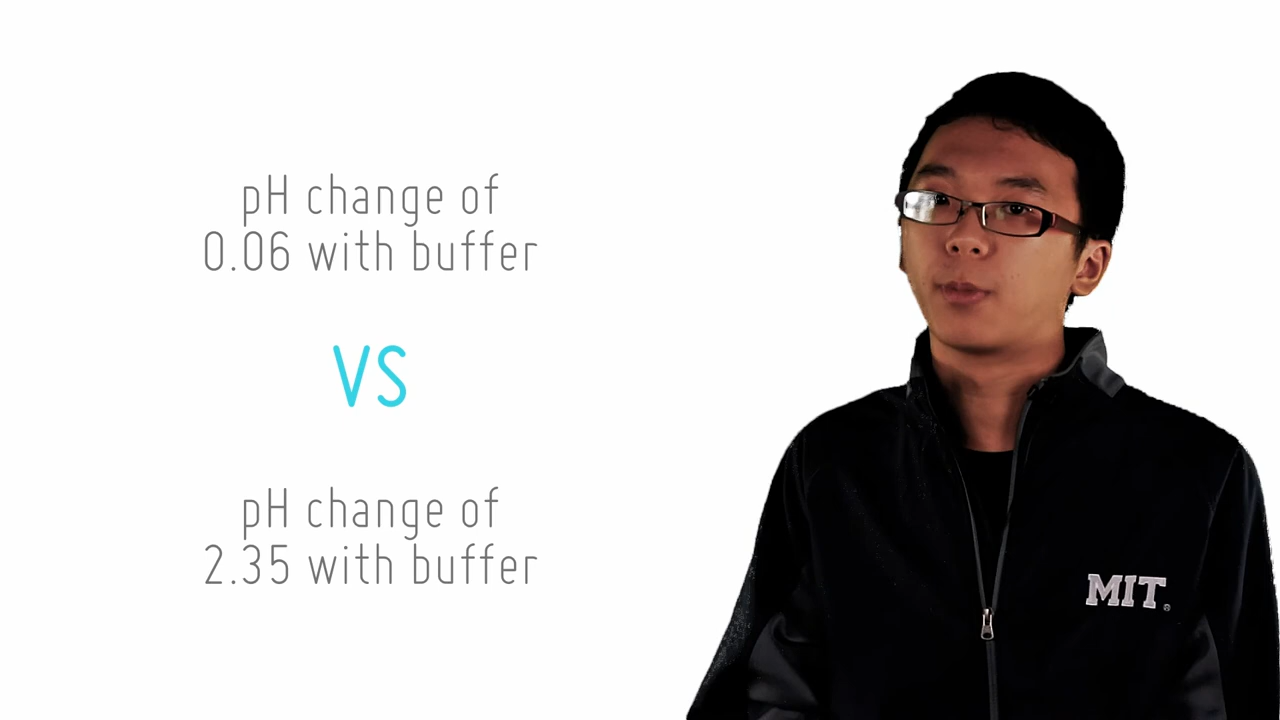 pH change of
0.06 with buffer
VS
pH change of
2.35 with buffer
MIT®